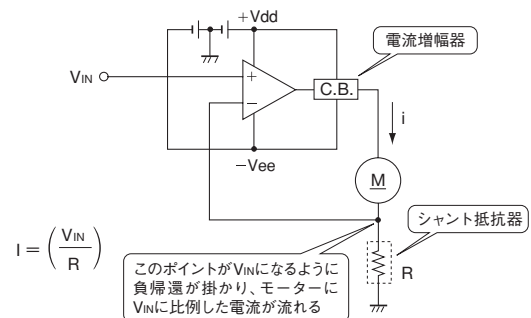 +Vdd
電流増幅器
VIN
+
C.B.
−
i
−Vee
M
シャント抵抗器
I = (VIN/R)
このポイントがVINになるように
負帰還が掛かり、モーターに
VINに比例した電流が流れる
R